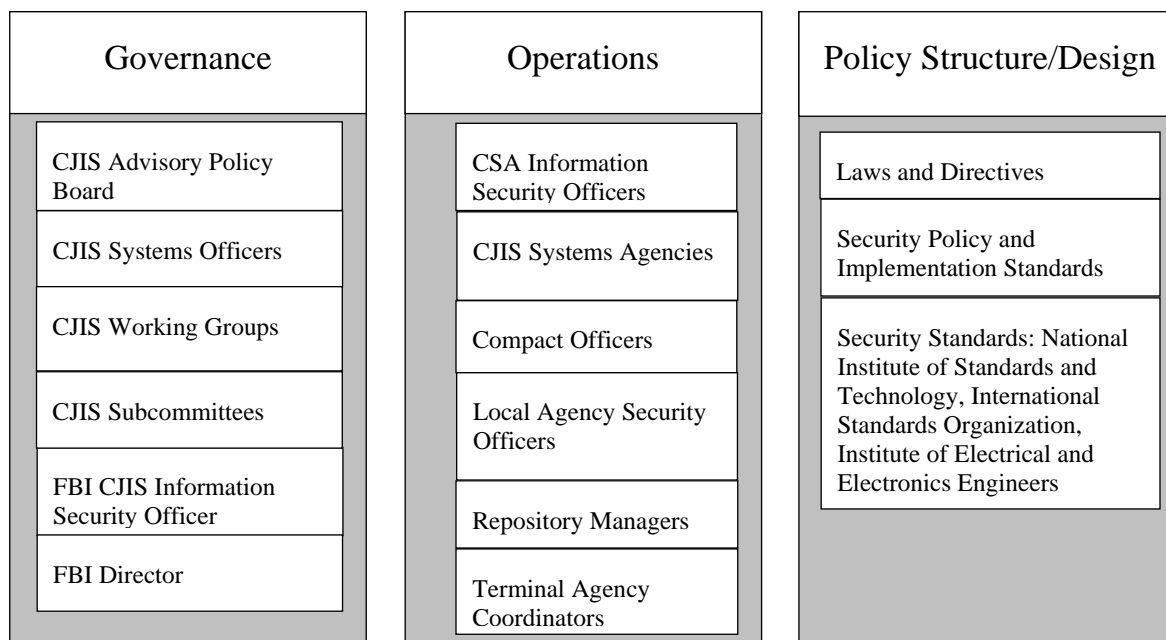 Governance
CJIS Advisory Policy
Board
CJIS Systems Officers
CJIS Working Groups
CJIS Subcommittees
FBI CJIS Information
Security Officer
FBI Director
Operations
CSA Information
Security Officers
CJIS Systems Agencies
Compact Officers
Local Agency Security
Officers
Repository Managers
Terminal Agency
Coordinators
Policy Structure/Design
Laws and Directives
Security Policy and
Implementation Standards
Security Standards: National
Institute of Standards and
Technology, International
Standards Organization,
Institute of Electrical and
Electronics Engineers